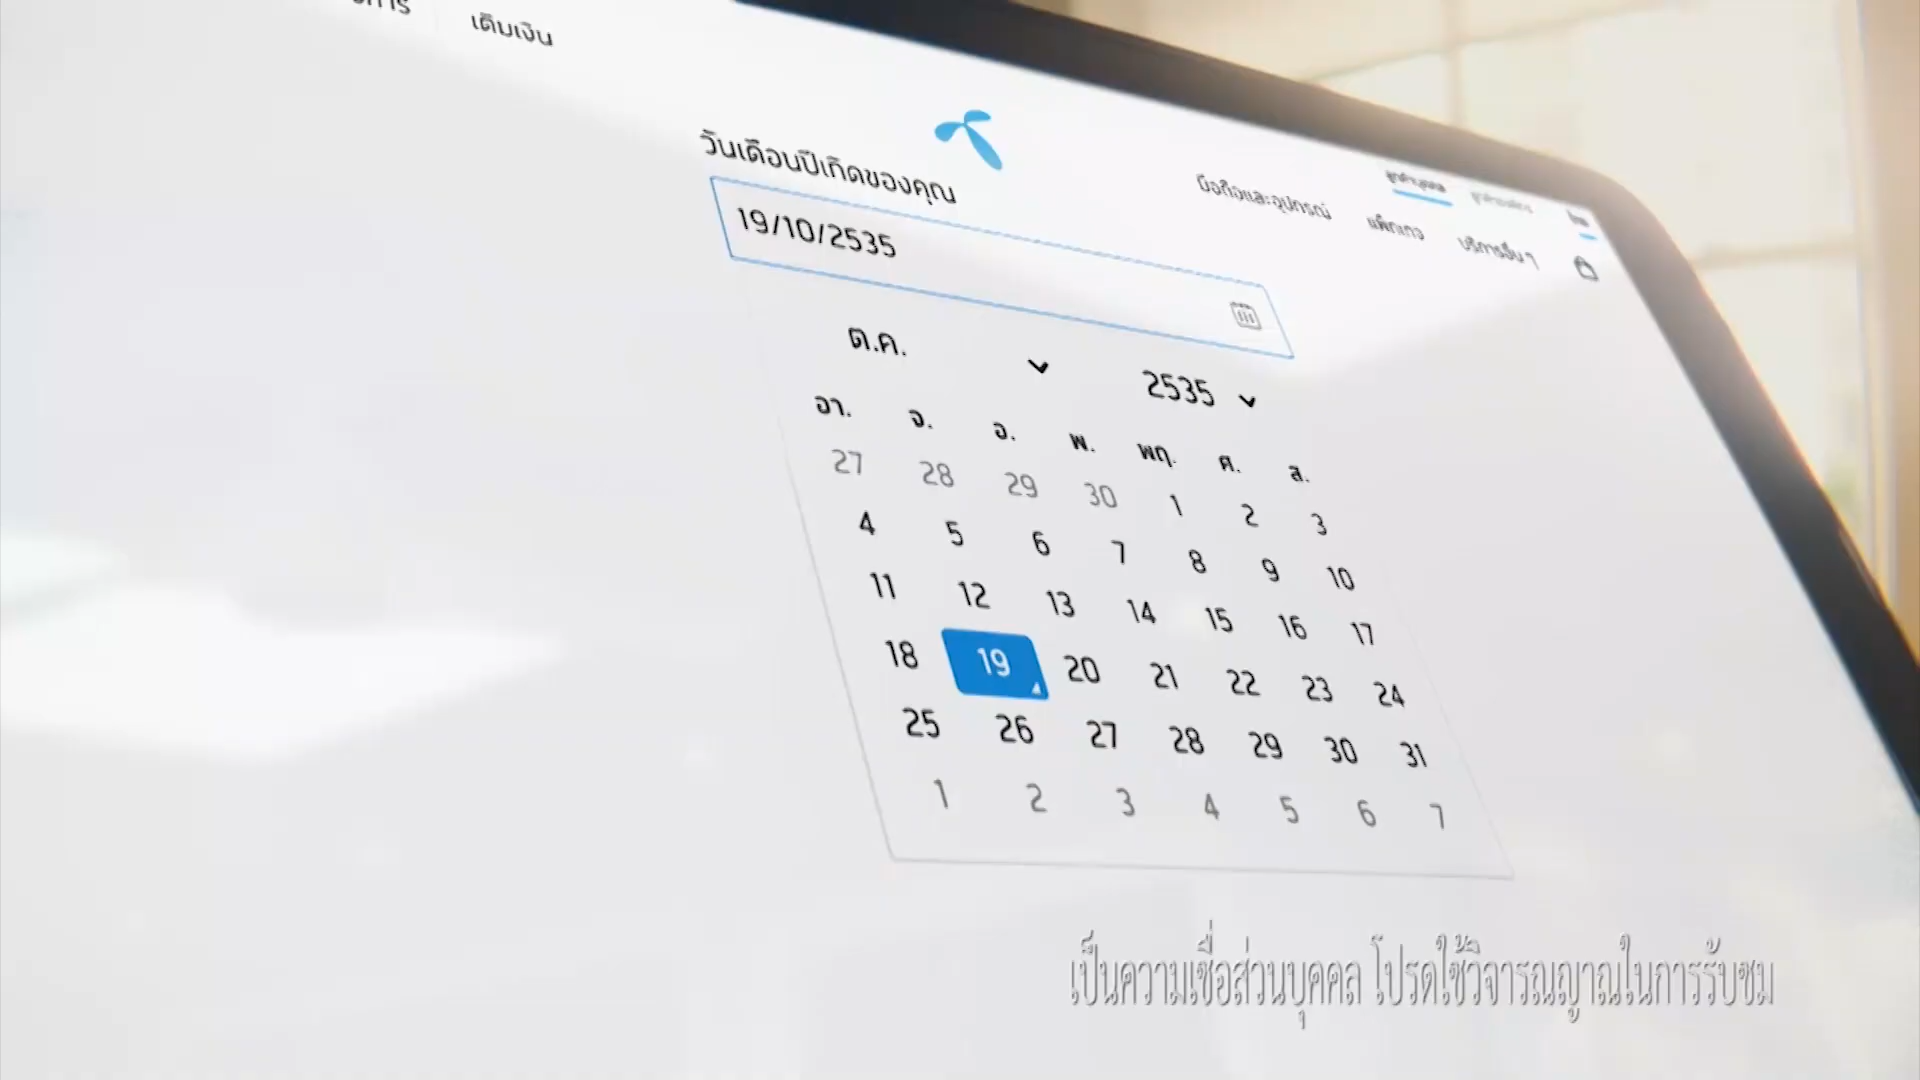 เติมเงิน
วันเดือนปีเกิดของคุณ
19/10/2535
มือถือและอุปกรณ์ แพ็กเกจ บริการอื่น ๆ
ต.ค. 2535
อา. จ. อ. พ. พฤ. ศ. ส.
27 28 29 30 1 2 3
4 5 6 7 8 9 10
11 12 13 14 15 16 17
18 19 20 21 22 23 24
25 26 27 28 29 30 31
1 2 3 4 5 6 7
เป็นความเชื่อส่วนบุคคล โปรดใช้วิจารณญาณในการรับชม